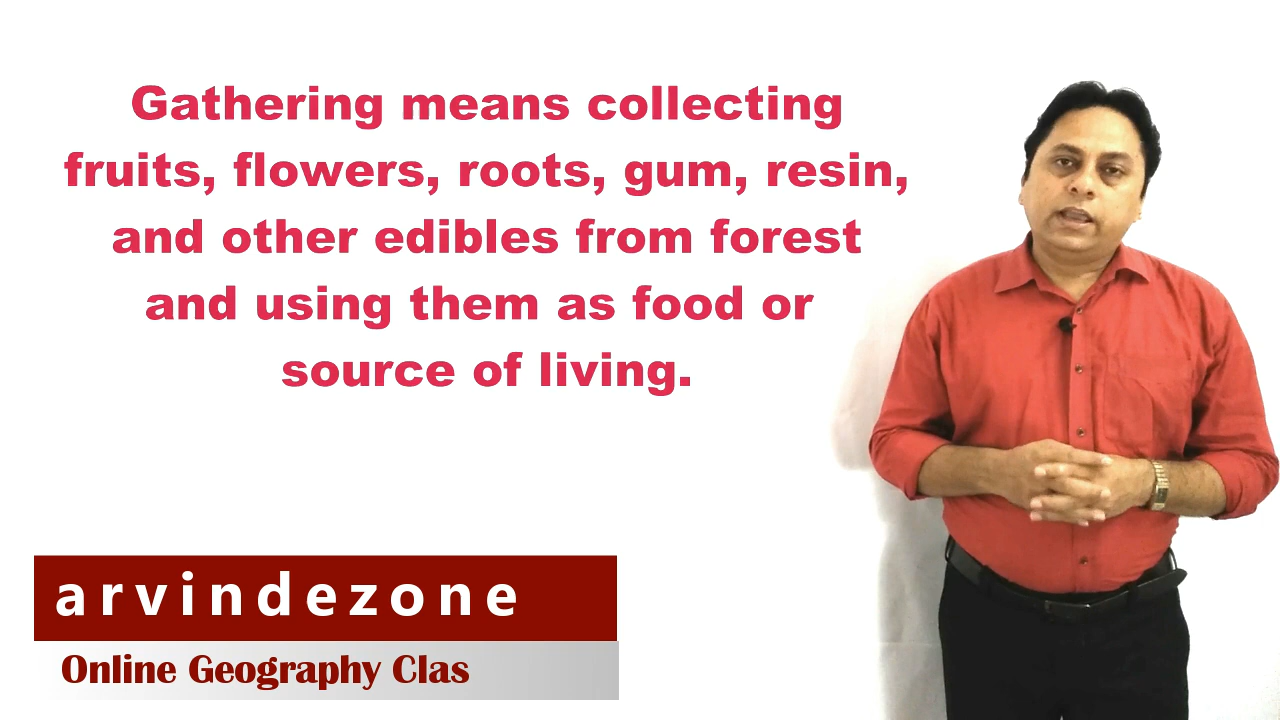 Gathering means collecting
fruits, flowers, roots, gum, resin,
and other edibles from forest
and using them as food or
source of living.
arvindezone
Online Geography Clas